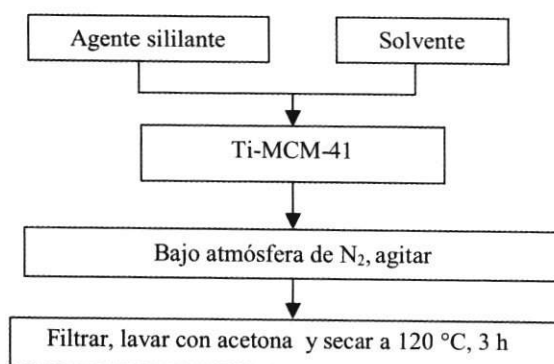 Agente sililante
Solvente
Ti-MCM-41
Bajo atmósfera de N₂, agitar
Filtrar, lavar con acetona y secar a 120 °C, 3 h